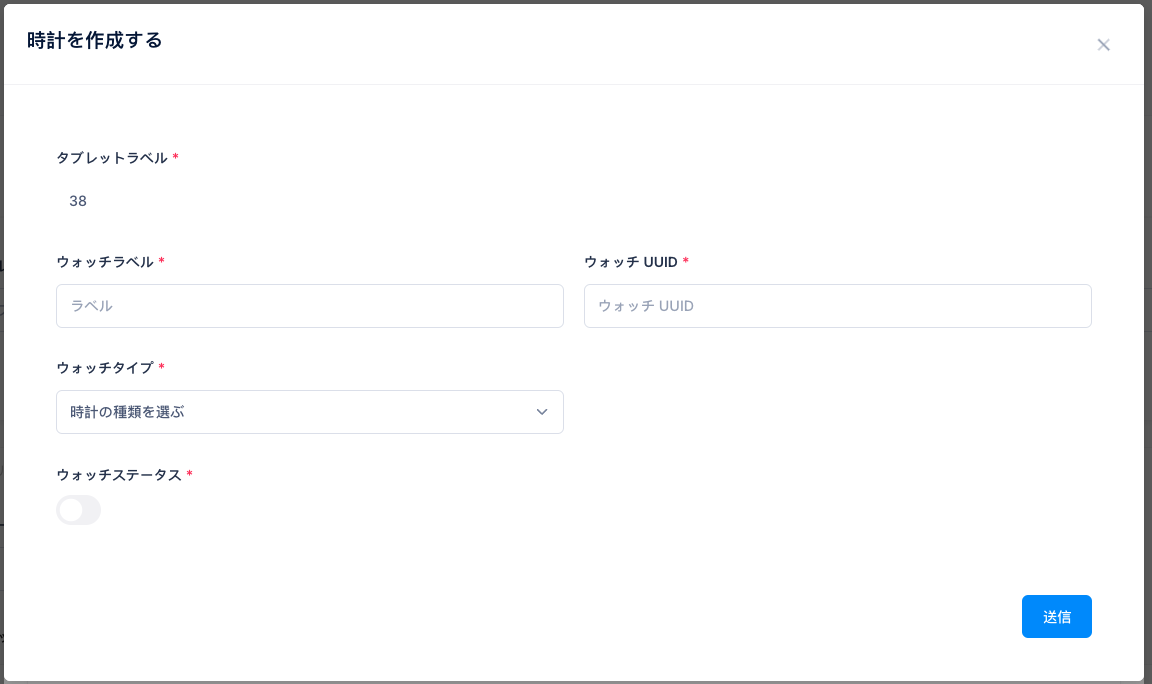 時計を作成する
タブレットラベル *
38
ウォッチラベル *
ウォッチ UUID *
ラベル
ウォッチ UUID
ウォッチタイプ *
時計の種類を選ぶ
ウォッチステータス *
送信